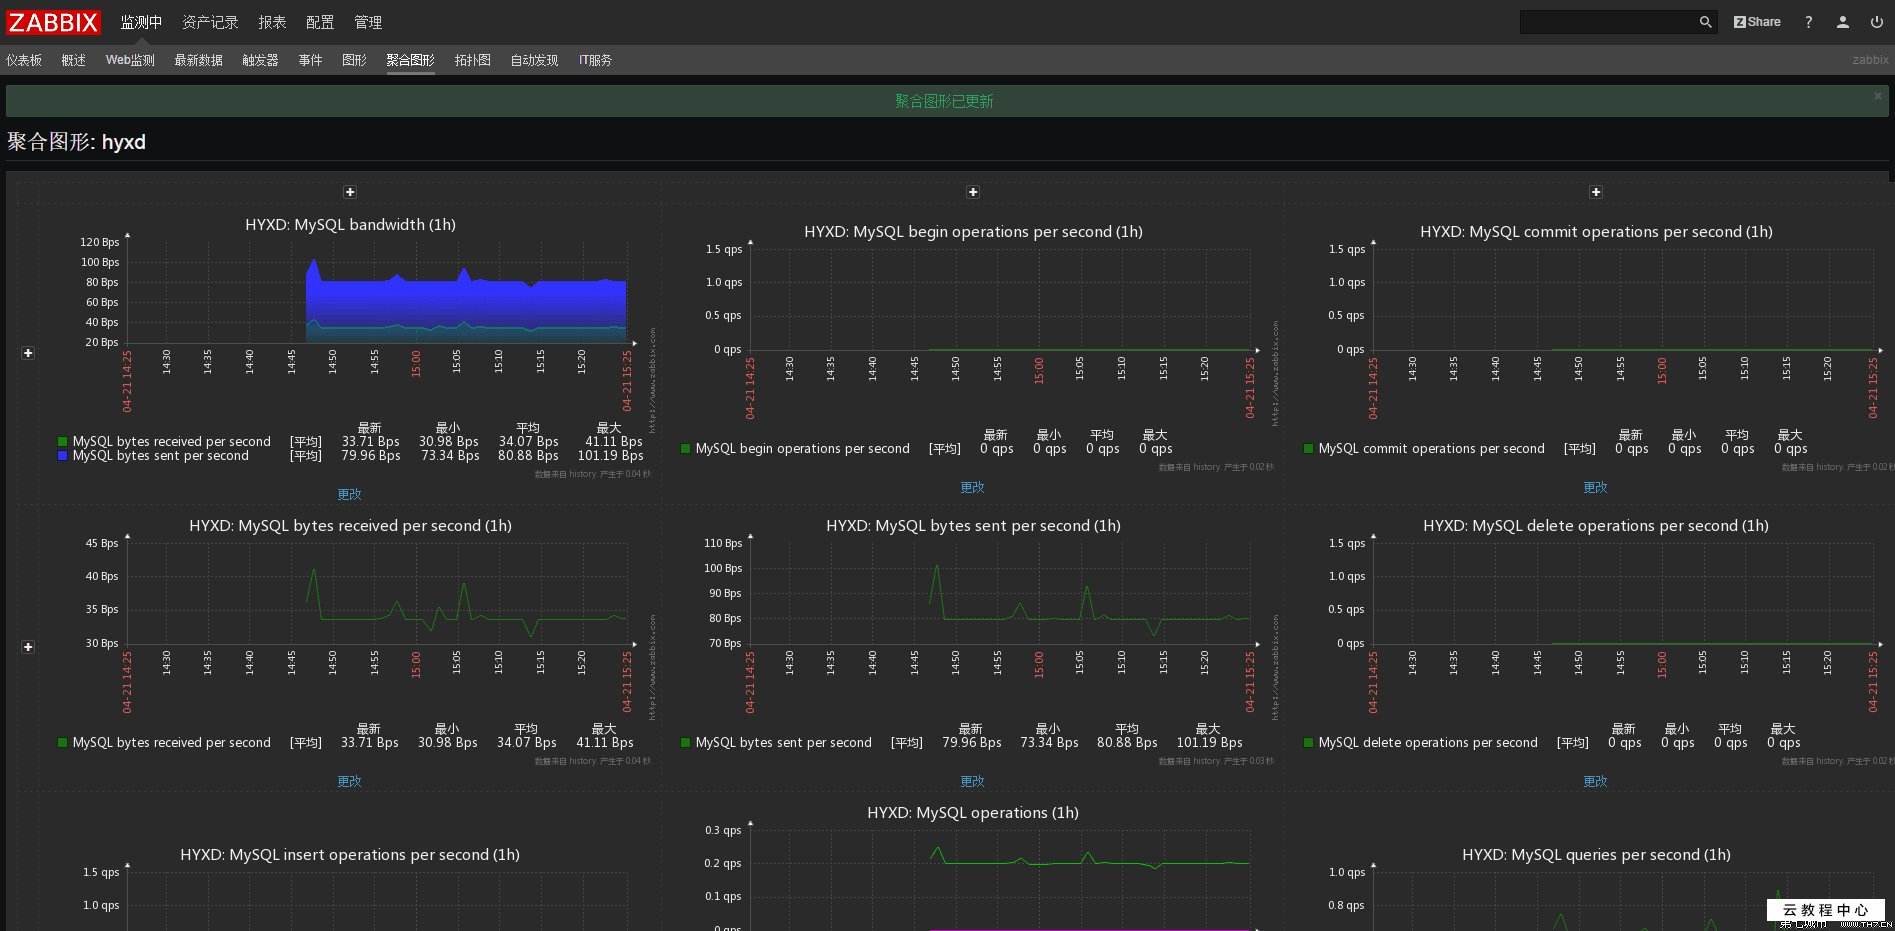 ZABBIX 监测中 资产记录 报表 配置 管理 Share ?
仪表板 概述 Web监测 最新数据 触发器 事件 图形 聚合图形 拓扑图 自动发现 IT服务 zabbix
聚合图形已更新
聚合图形: hyxd
HYXD: MySQL bandwidth (1h)
120 Bps
100 Bps
80 Bps
60 Bps
40 Bps
20 Bps
04-21 14:25 14:30 14:35 14:40 14:45 14:50 14:55 15:00 15:05 15:10 15:15 15:20 04-21 15:25
http://www.zabbix.com
最新 最小 平均 最大
MySQL bytes received per second [平均] 33.71 Bps 30.98 Bps 34.07 Bps 41.11 Bps
MySQL bytes sent per second [平均] 79.96 Bps 73.34 Bps 80.88 Bps 101.19 Bps
数据来自 history. 产生于 0.04 秒
更改
HYXD: MySQL begin operations per second (1h)
1.5 qps
1.0 qps
0.5 qps
0 qps
04-21 14:25 14:30 14:35 14:40 14:45 14:50 14:55 15:00 15:05 15:10 15:15 15:20 04-21 15:25
http://www.zabbix.com
最新 最小 平均 最大
MySQL begin operations per second [平均] 0 qps 0 qps 0 qps 0 qps
数据来自 history. 产生于 0.02 秒
更改
HYXD: MySQL commit operations per second (1h)
1.5 qps
1.0 qps
0.5 qps
0 qps
04-21 14:25 14:30 14:35 14:40 14:45 14:50 14:55 15:00 15:05 15:10 15:15 15:20 04-21 15:25
最新 最小 平均 最大
MySQL commit operations per second [平均] 0 qps 0 qps 0 qps 0 qps
数据来自 history. 产生于 0.02 秒
更改
HYXD: MySQL bytes received per second (1h)
45 Bps
40 Bps
35 Bps
30 Bps
04-21 14:25 14:30 14:35 14:40 14:45 14:50 14:55 15:00 15:05 15:10 15:15 15:20 04-21 15:25
http://www.zabbix.com
最新 最小 平均 最大
MySQL bytes received per second [平均] 33.71 Bps 30.98 Bps 34.07 Bps 41.11 Bps
数据来自 history. 产生于 0.04 秒
更改
HYXD: MySQL bytes sent per second (1h)
110 Bps
100 Bps
90 Bps
80 Bps
70 Bps
04-21 14:25 14:30 14:35 14:40 14:45 14:50 14:55 15:00 15:05 15:10 15:15 15:20 04-21 15:25
http://www.zabbix.com
最新 最小 平均 最大
MySQL bytes sent per second [平均] 79.96 Bps 73.34 Bps 80.88 Bps 101.19 Bps
数据来自 history. 产生于 0.03 秒
更改
HYXD: MySQL delete operations per second (1h)
1.5 qps
1.0 qps
0.5 qps
0 qps
04-21 14:25 14:30 14:35 14:40 14:45 14:50 14:55 15:00 15:05 15:10 15:15 15:20 04-21 15:25
最新 最小 平均 最大
MySQL delete operations per second [平均] 0 qps 0 qps 0 qps 0 qps
数据来自 history. 产生于 0.02 秒
更改
HYXD: MySQL insert operations per second (1h)
1.5 qps
1.0 qps
HYXD: MySQL operations (1h)
0.3 qps
0.2 qps
0.1 qps
0 qps
HYXD: MySQL queries per second (1h)
1.0 qps
0.8 qps
云教程中心
第七城市 www.TH7.CN